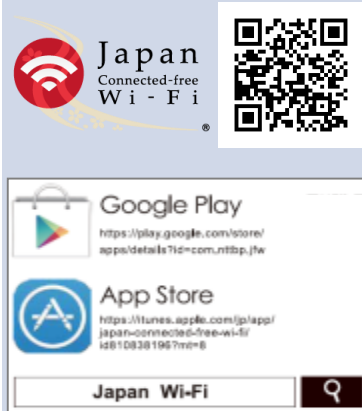 Japan
Connected-free
Wi-Fi
®
Google Play
https://play.google.com/store/
apps/details?id=com.nttbp.jfw
App Store
https://itunes.apple.com/jp/app/
japan-connected-free-wi-fi/
id810838196?mt=8
Japan Wi-Fi